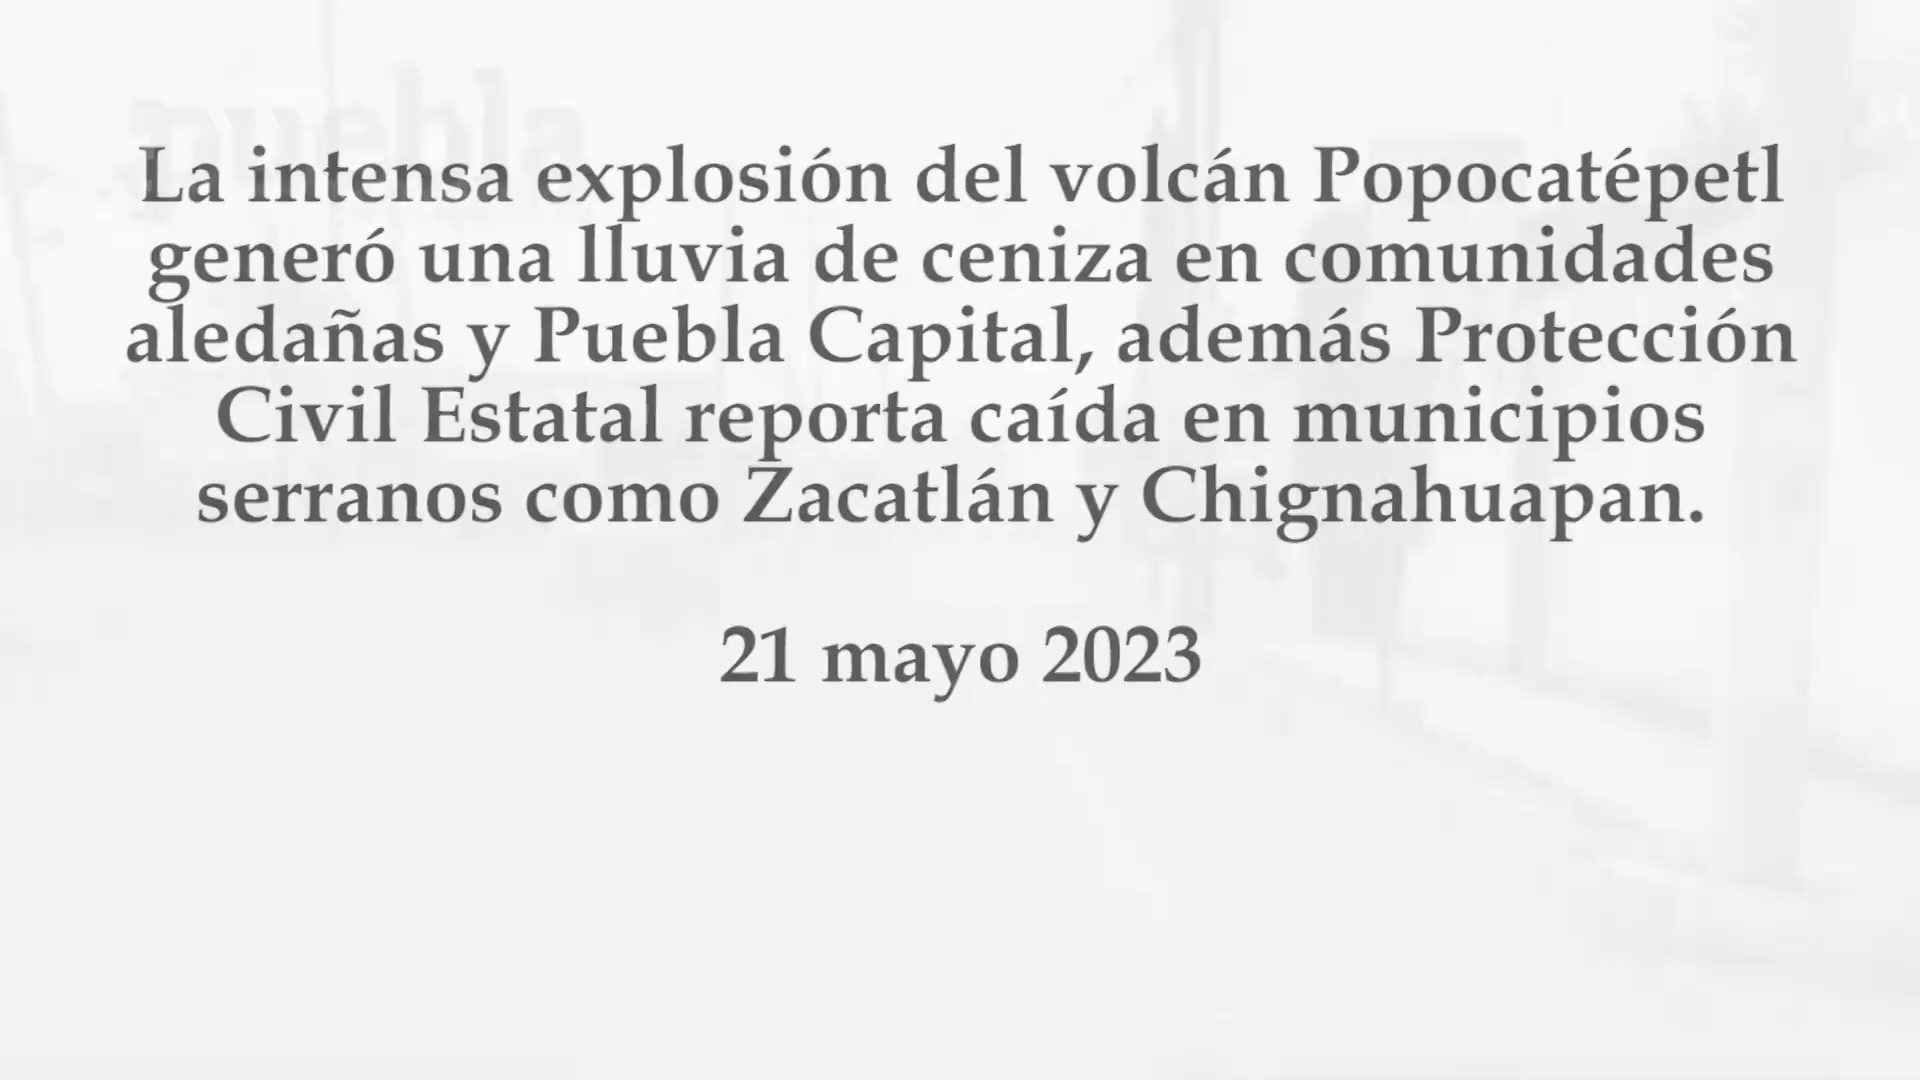 puebla
La intensa explosión del volcán Popocatépetl
generó una lluvia de ceniza en comunidades
aledañas y Puebla Capital, además Protección
Civil Estatal reporta caída en municipios
serranos como Zacatlán y Chignahuapan.
21 mayo 2023